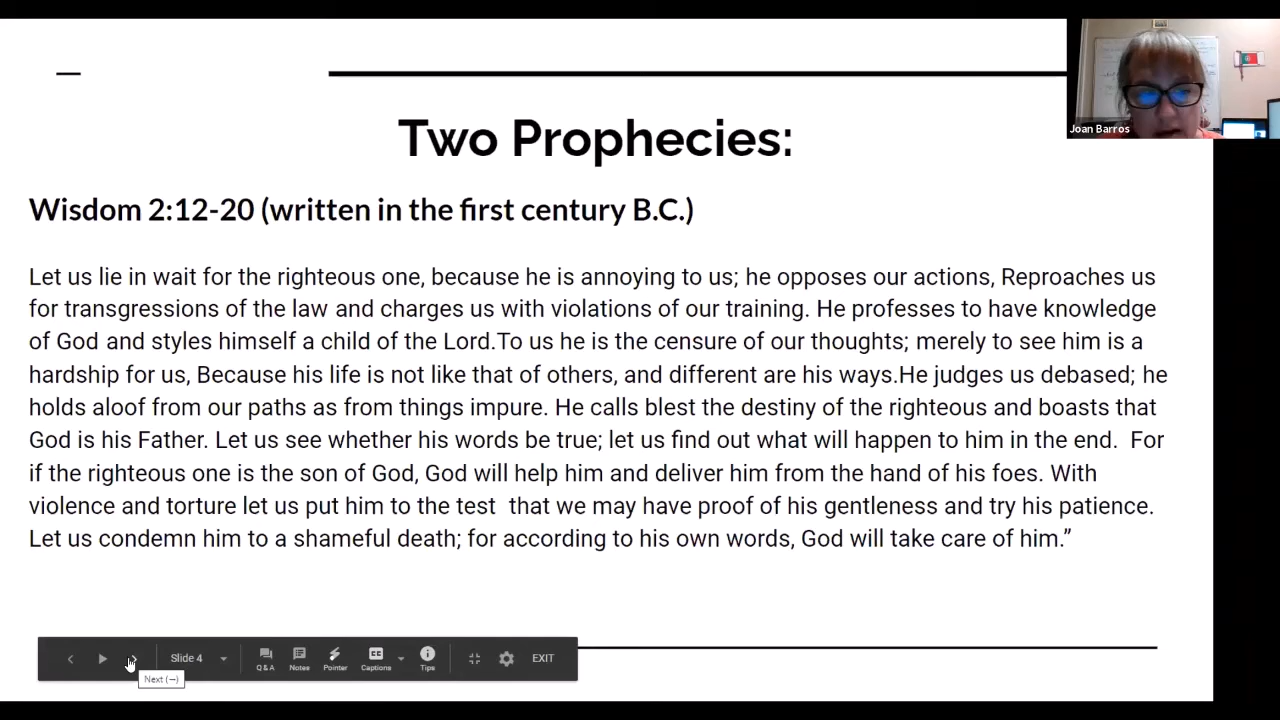 Joan Barros
Two Prophecies:
Wisdom 2:12-20 (written in the first century B.C.)
Let us lie in wait for the righteous one, because he is annoying to us; he opposes our actions, Reproaches us
for transgressions of the law and charges us with violations of our training. He professes to have knowledge
of God and styles himself a child of the Lord.To us he is the censure of our thoughts; merely to see him is a
hardship for us, Because his life is not like that of others, and different are his ways.He judges us debased; he
holds aloof from our paths as from things impure. He calls blest the destiny of the righteous and boasts that
God is his Father. Let us see whether his words be true; let us find out what will happen to him in the end.  For
if the righteous one is the son of God, God will help him and deliver him from the hand of his foes. With
violence and torture let us put him to the test  that we may have proof of his gentleness and try his patience.
Let us condemn him to a shameful death; for according to his own words, God will take care of him.”
Slide 4
Q&A
Notes
Pointer
CC
Captions
Tips
EXIT
Next (→)